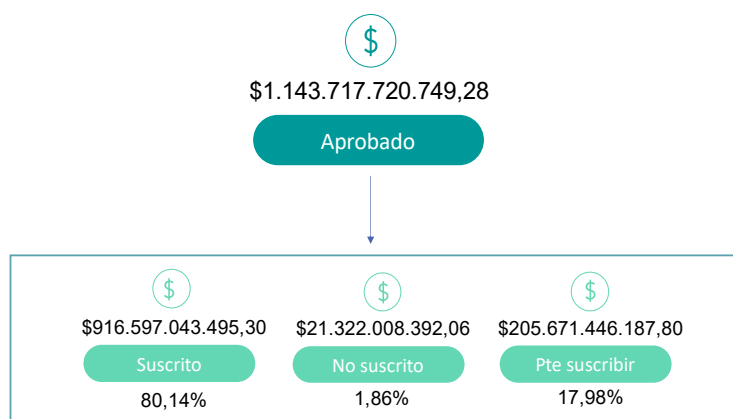 $
$1.143.717.720.749,28
Aprobado
$ $ $
$916.597.043.495,30 $21.322.008.392,06 $205.671.446.187,80
Suscrito No suscrito Pte suscribir
80,14% 1,86% 17,98%